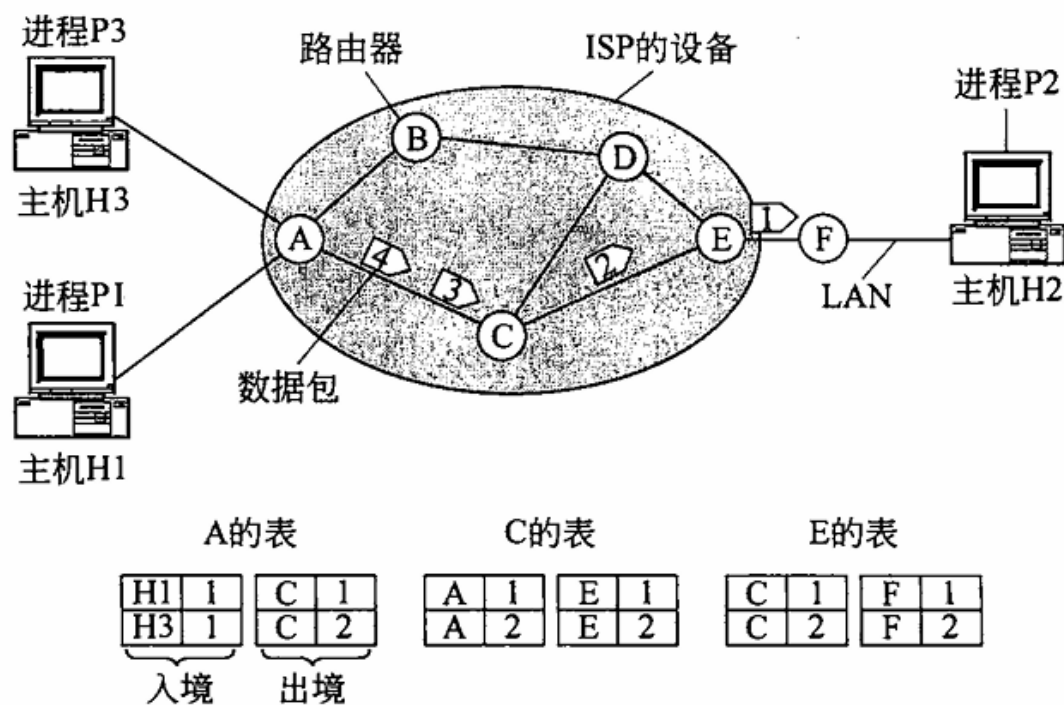 进程P3
路由器
ISP的设备
进程P2
B
D
A
1
E
F
主机H3
4
2
3
LAN
主机H2
进程P1
C
数据包
主机H1
A的表
C的表
E的表
H1 1 C 1 A 1 E 1 C 1 F 1
H3 1 C 2 A 2 E 2 C 2 F 2
入境
出境